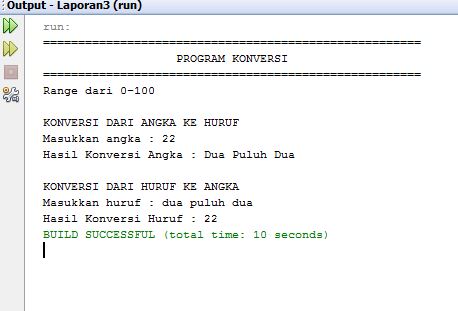 Output - Laporan3 (run)
run:
======================================================
PROGRAM KONVERSI
======================================================
Range dari 0-100
KONVERSI DARI ANGKA KE HURUF
Masukkan angka : 22
Hasil Konversi Angka : Dua Puluh Dua
KONVERSI DARI HURUF KE ANGKA
Masukkan huruf : dua puluh dua
Hasil Konversi Huruf : 22
BUILD SUCCESSFUL (total time: 10 seconds)